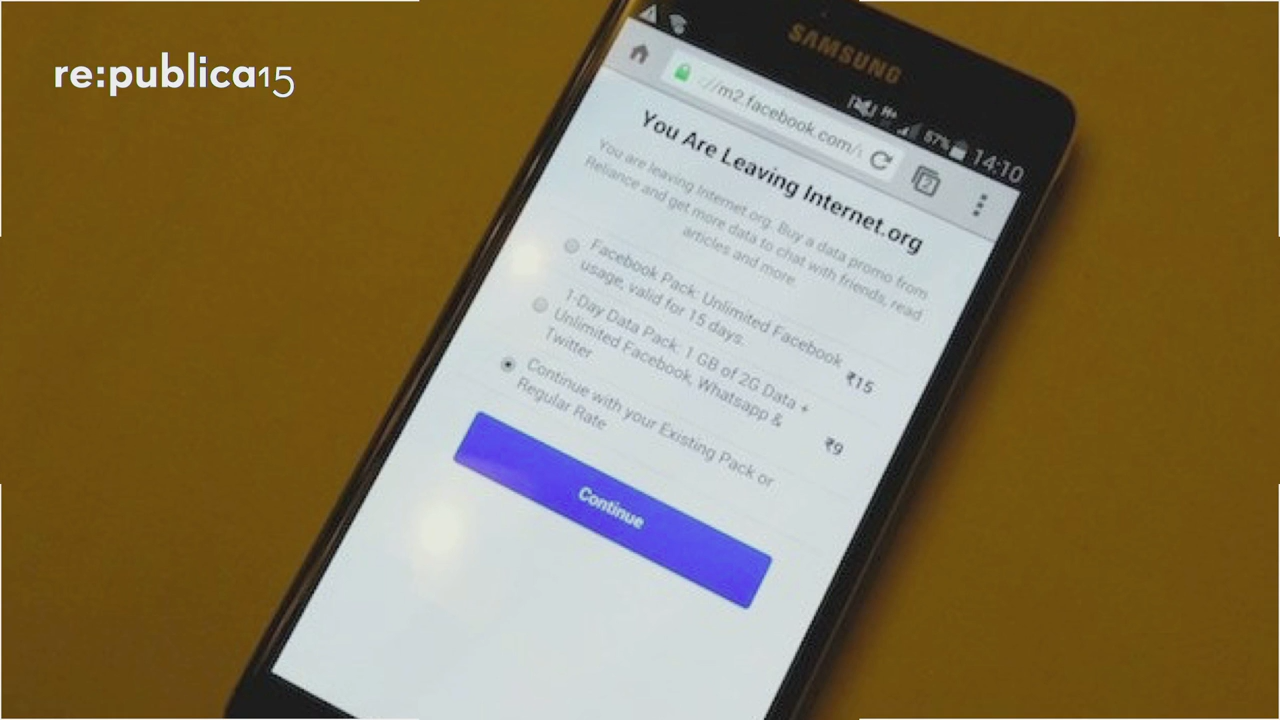 re:publica15
SAMSUNG
H+
57%
14:10
://m2.facebook.com/
2
You Are Leaving Internet.org
You are leaving Internet.org. Buy a data promo from
Reliance and get more data to chat with friends, read
articles and more
Facebook Pack: Unlimited Facebook
usage, valid for 15 days.
₹15
1-Day Data Pack: 1 GB of 2G Data +
Unlimited Facebook, Whatsapp &
Twitter
₹9
Continue with your Existing Pack or
Regular Rate
Continue